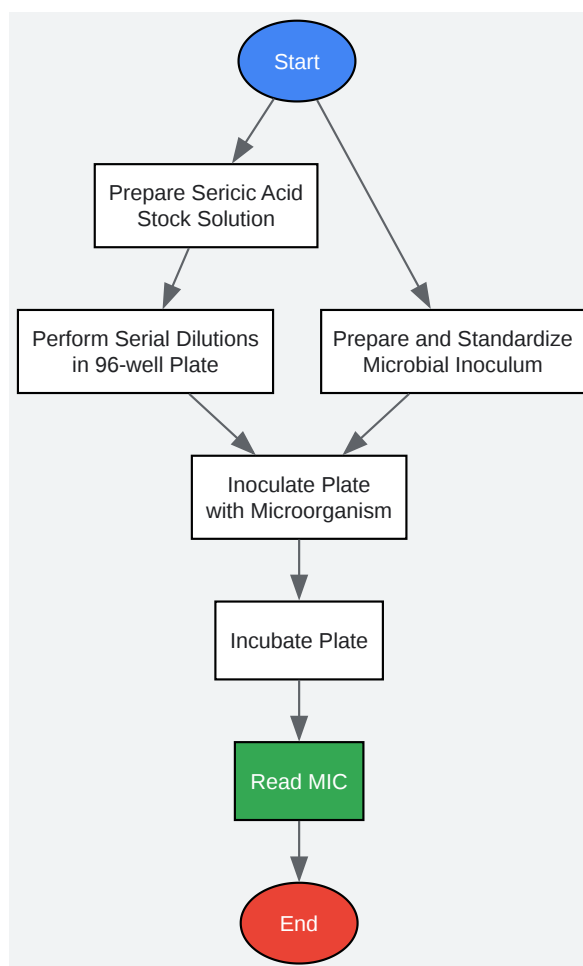 Start
Prepare Sericic Acid
Stock Solution
Perform Serial Dilutions
in 96-well Plate
Prepare and Standardize
Microbial Inoculum
Inoculate Plate
with Microorganism
Incubate Plate
Read MIC
End